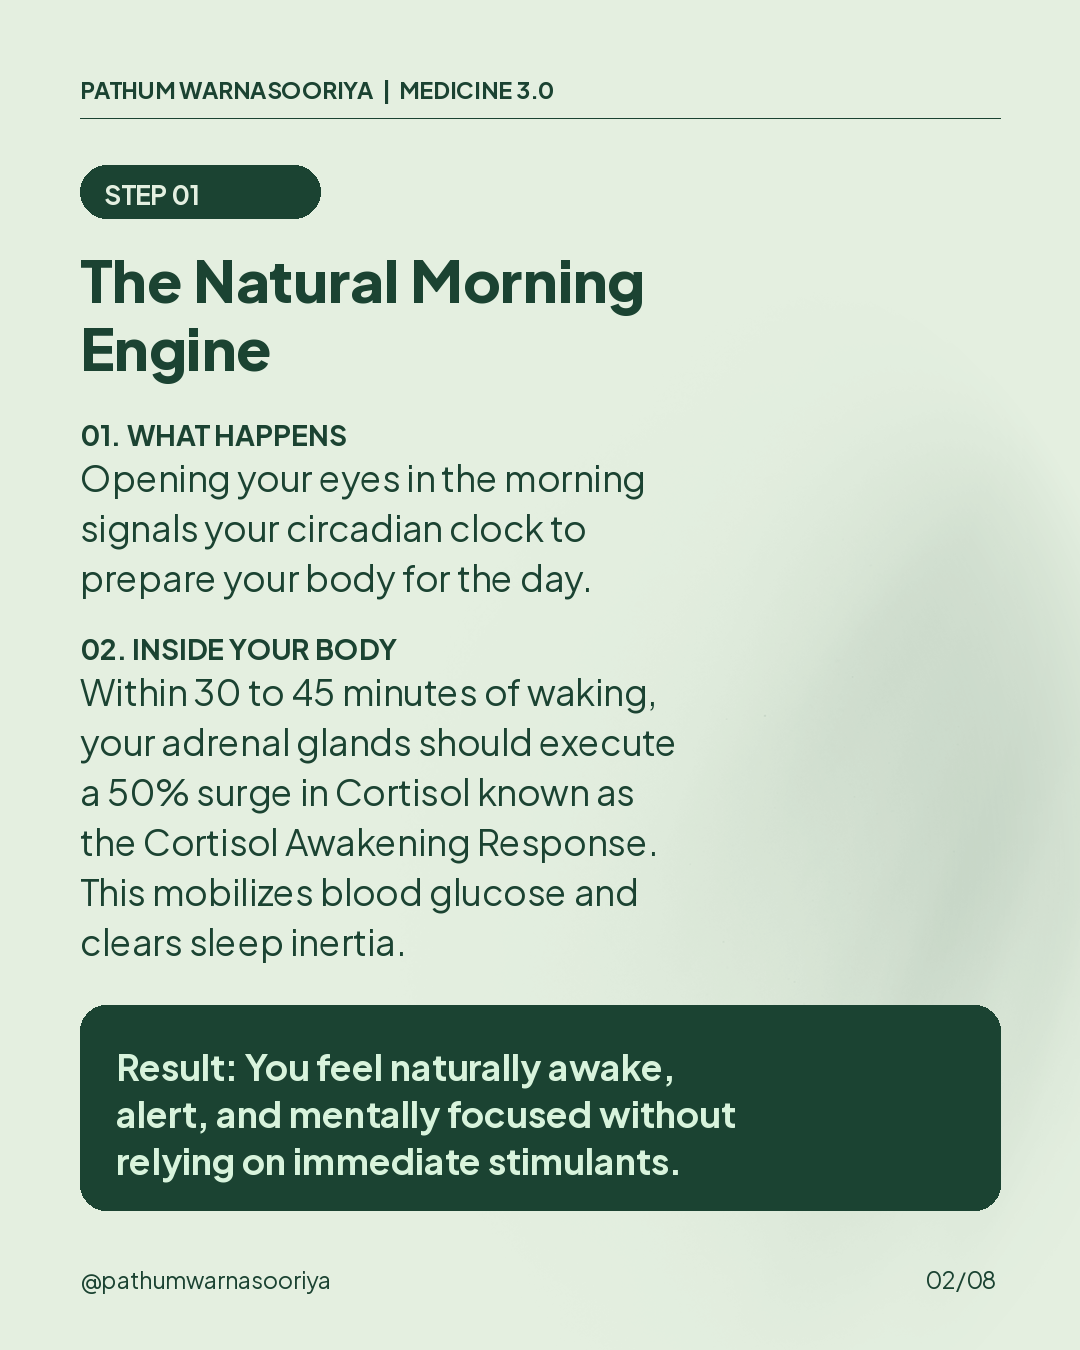 PATHUM WARNASOORIYA | MEDICINE 3.0
STEP 01
The Natural Morning
Engine
01. WHAT HAPPENS
Opening your eyes in the morning
signals your circadian clock to
prepare your body for the day.
02. INSIDE YOUR BODY
Within 30 to 45 minutes of waking,
your adrenal glands should execute
a 50% surge in Cortisol known as
the Cortisol Awakening Response.
This mobilizes blood glucose and
clears sleep inertia.
Result: You feel naturally awake,
alert, and mentally focused without
relying on immediate stimulants.
@pathumwarnasooriya
02/08